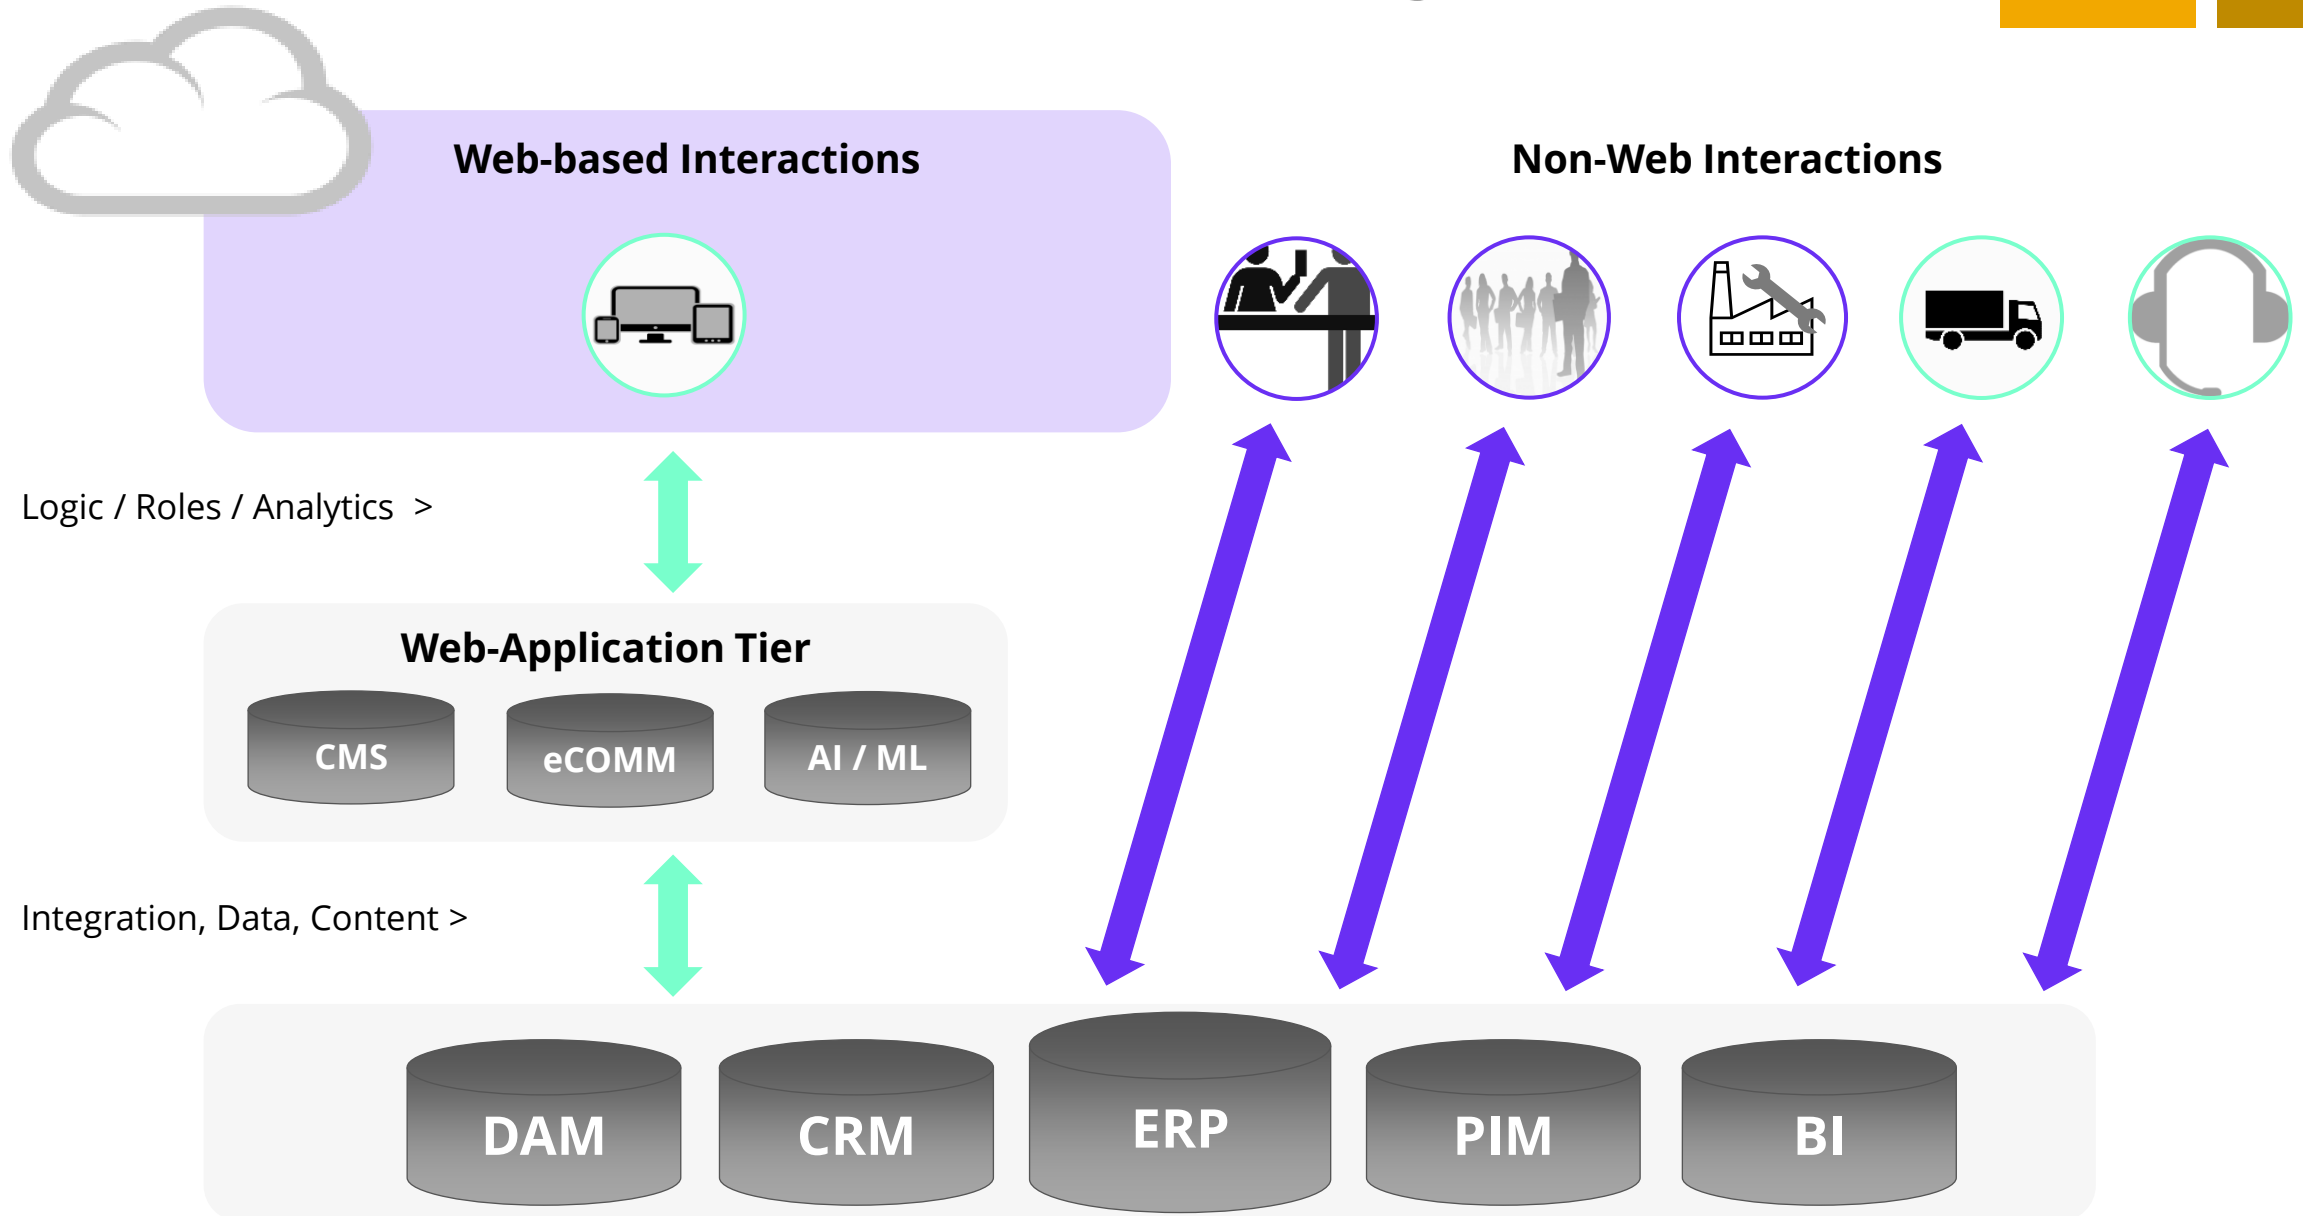 Web-based Interactions
Non-Web Interactions
Logic / Roles / Analytics >
Web-Application Tier
CMS
eCOMM
AI / ML
Integration, Data, Content >
DAM
CRM
ERP
PIM
BI